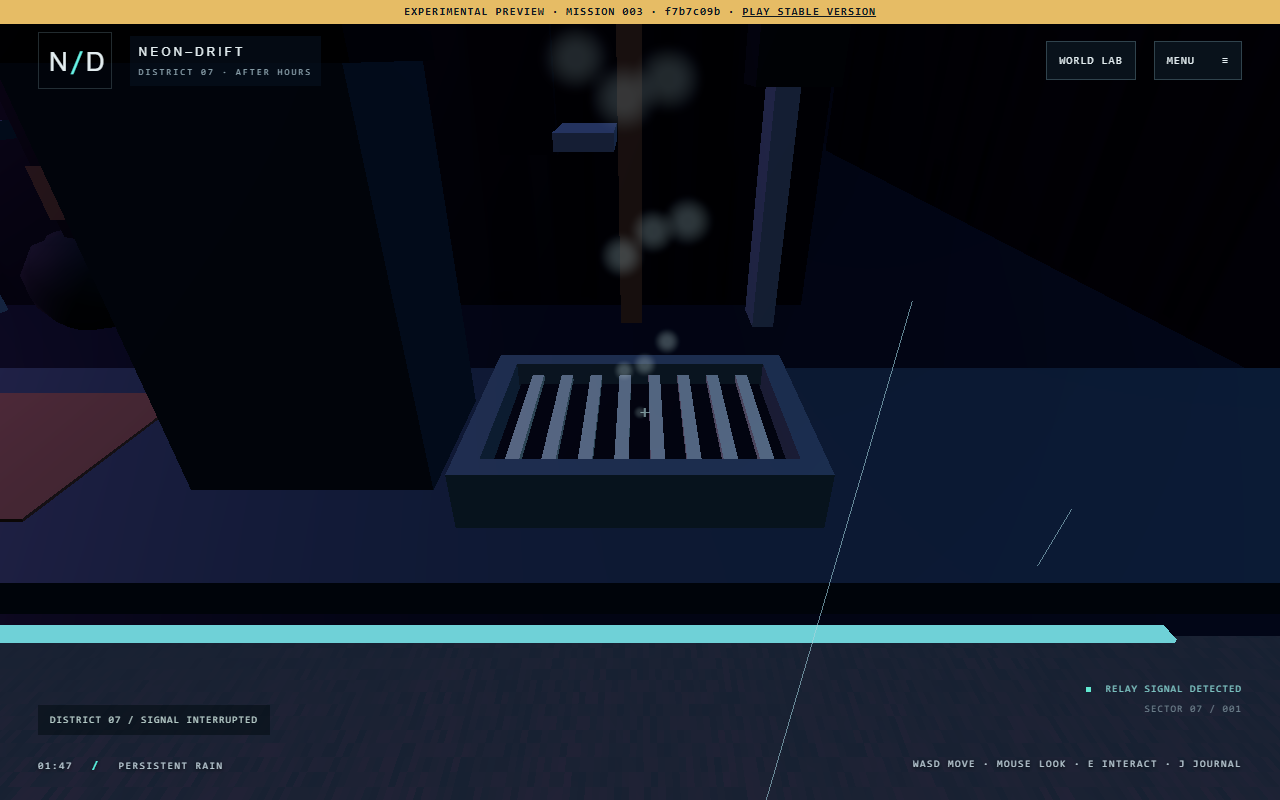 EXPERIMENTAL PREVIEW · MISSION 003 · f7b7c09b · PLAY STABLE VERSION
N/D
NEON—DRIFT
DISTRICT 07 · AFTER HOURS
WORLD LAB
MENU ≡
RELAY SIGNAL DETECTED
SECTOR 07 / 001
DISTRICT 07 / SIGNAL INTERRUPTED
01:47 / PERSISTENT RAIN
WASD MOVE · MOUSE LOOK · E INTERACT · J JOURNAL